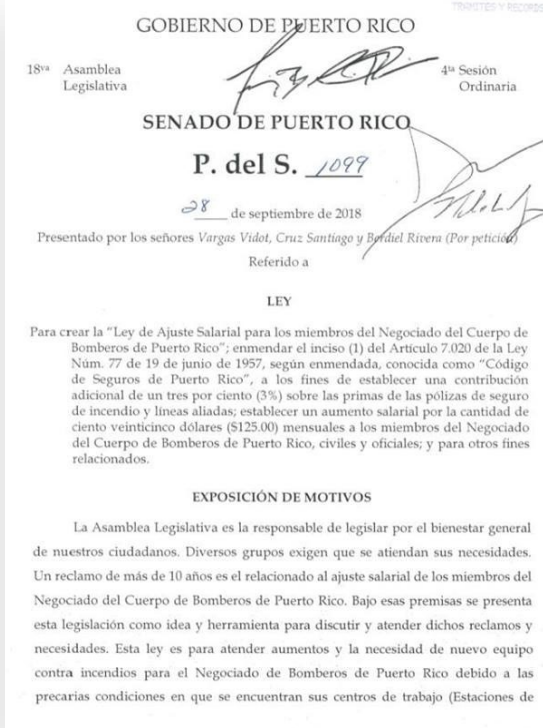 TRÁMITES Y RECORDS
GOBIERNO DE PUERTO RICO
18va Asamblea Legislativa
4ta Sesión Ordinaria
SENADO DE PUERTO RICO
P. del S. 1099
28 de septiembre de 2018
Presentado por los señores Vargas Vidot, Cruz Santiago y Berdiel Rivera (Por petición)
Referido a
LEY
Para crear la "Ley de Ajuste Salarial para los miembros del Negociado del Cuerpo de
Bomberos de Puerto Rico"; enmendar el inciso (1) del Artículo 7.020 de la Ley
Núm. 77 de 19 de junio de 1957, según enmendada, conocida como "Código
de Seguros de Puerto Rico", a los fines de establecer una contribución
adicional de un tres por ciento (3%) sobre las primas de las pólizas de seguro
de incendio y líneas aliadas; establecer un aumento salarial por la cantidad de
ciento veinticinco dólares ($125.00) mensuales a los miembros del Negociado
del Cuerpo de Bomberos de Puerto Rico, civiles y oficiales; y para otros fines
relacionados.
EXPOSICIÓN DE MOTIVOS
La Asamblea Legislativa es la responsable de legislar por el bienestar general
de nuestros ciudadanos. Diversos grupos exigen que se atiendan sus necesidades.
Un reclamo de más de 10 años es el relacionado al ajuste salarial de los miembros del
Negociado del Cuerpo de Bomberos de Puerto Rico. Bajo esas premisas se presenta
esta legislación como idea y herramienta para discutir y atender dichos reclamos y
necesidades. Esta ley es para atender aumentos y la necesidad de nuevo equipo
contra incendios para el Negociado de Bomberos de Puerto Rico debido a las
precarias condiciones en que se encuentran sus centros de trabajo (Estaciones de